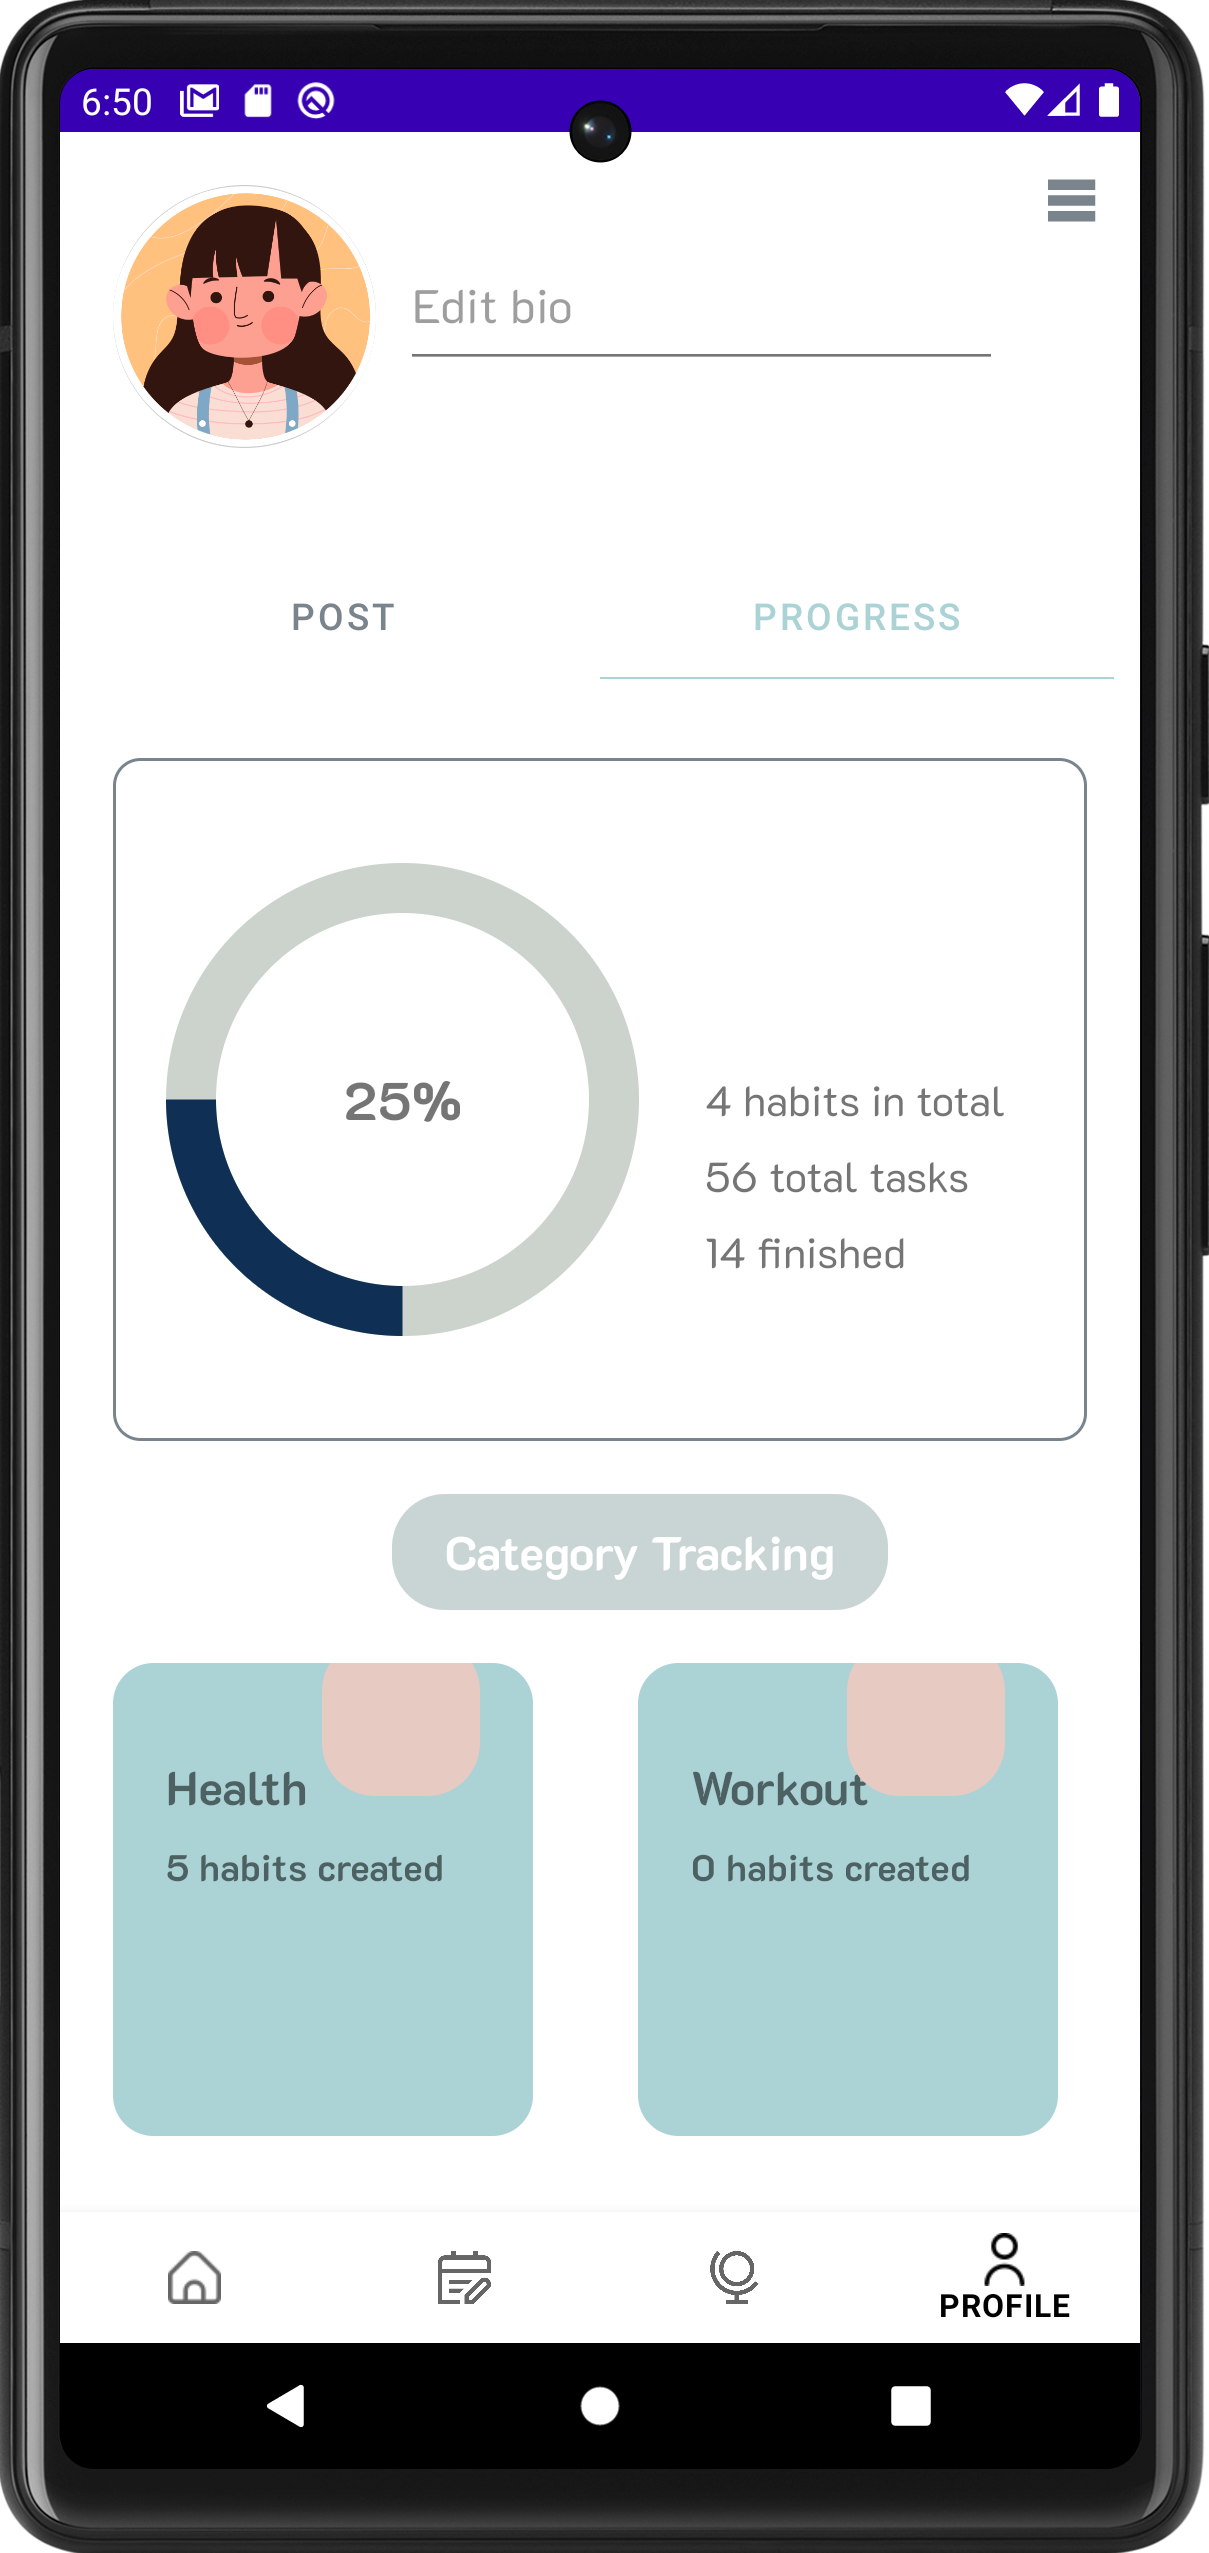 6:50
Edit bio
POST
PROGRESS
25%
4 habits in total
56 total tasks
14 finished
Category Tracking
Health
Workout
5 habits created
0 habits created
PROFILE